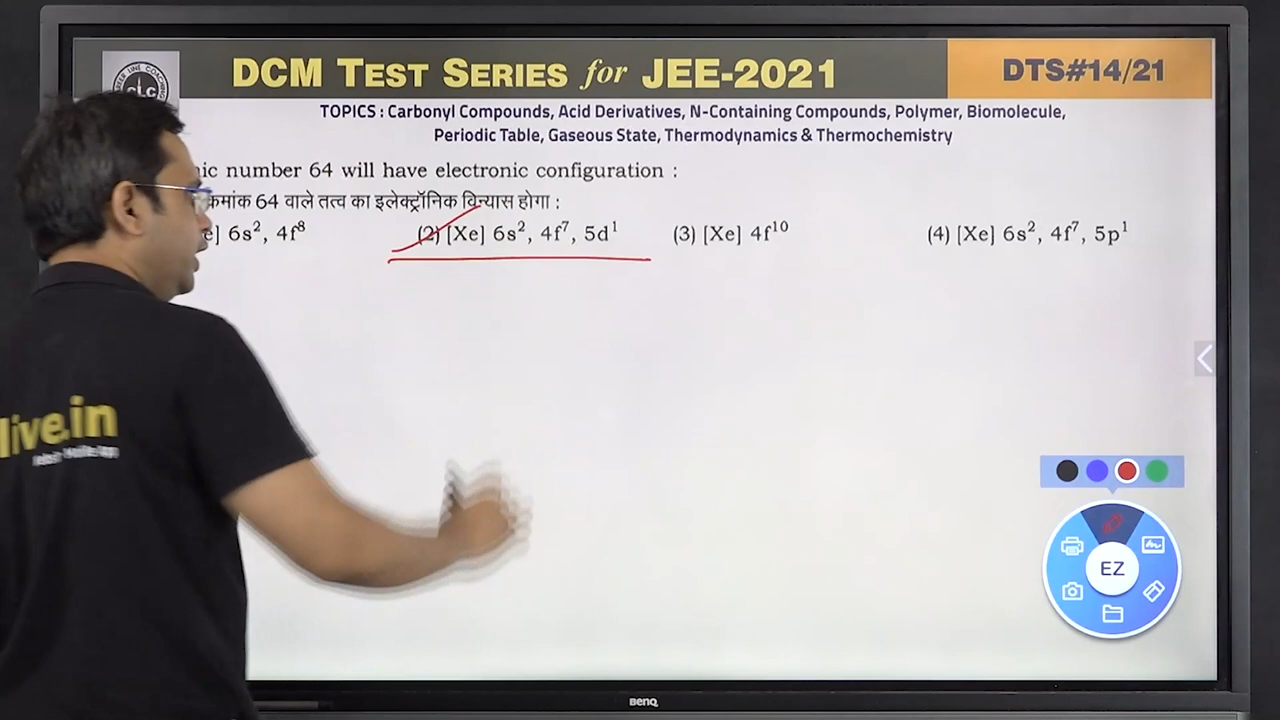 DCM TEST SERIES for JEE-2021
DTS#14/21
TOPICS : Carbonyl Compounds, Acid Derivatives, N-Containing Compounds, Polymer, Biomolecule,
Periodic Table, Gaseous State, Thermodynamics & Thermochemistry
number 64 will have electronic configuration :
क्रमांक 64 वाले तत्व का इलेक्ट्रॉनिक विन्यास होगा :
6s², 4f⁸ (2) [Xe] 6s², 4f⁷, 5d¹ (3) [Xe] 4f¹⁰ (4) [Xe] 6s², 4f⁷, 5p¹
live.in
EZ
BenQ